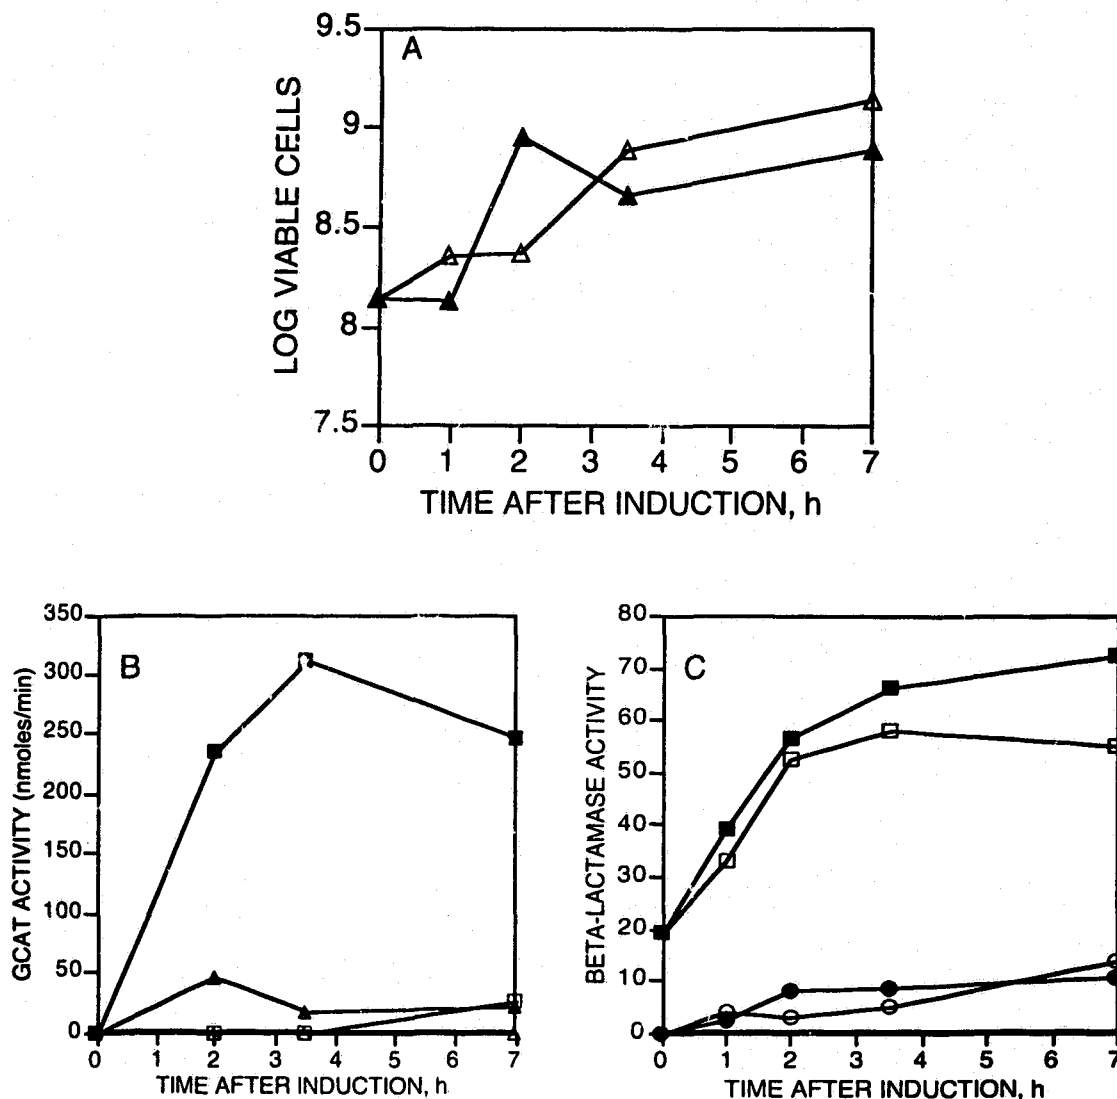 A
LOG VIABLE CELLS
9.5
9
8.5
8
7.5
0 1 2 3 4 5 6 7
TIME AFTER INDUCTION, h
B
GCAT ACTIVITY (nmoles/min)
350
300
250
200
150
100
50
0
0 1 2 3 4 5 6 7
TIME AFTER INDUCTION, h
C
BETA-LACTAMASE ACTIVITY
80
70
60
50
40
30
20
10
0
0 1 2 3 4 5 6 7
TIME AFTER INDUCTION, h